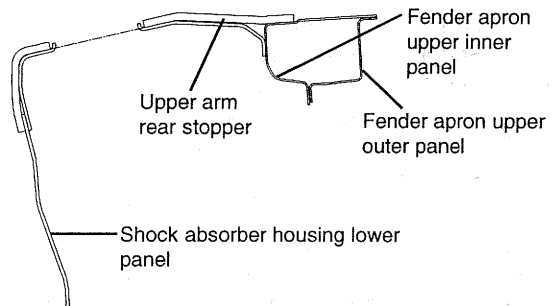 Fender apron
upper inner
panel
Upper arm
rear stopper
Fender apron upper
outer panel
Shock absorber housing lower
panel